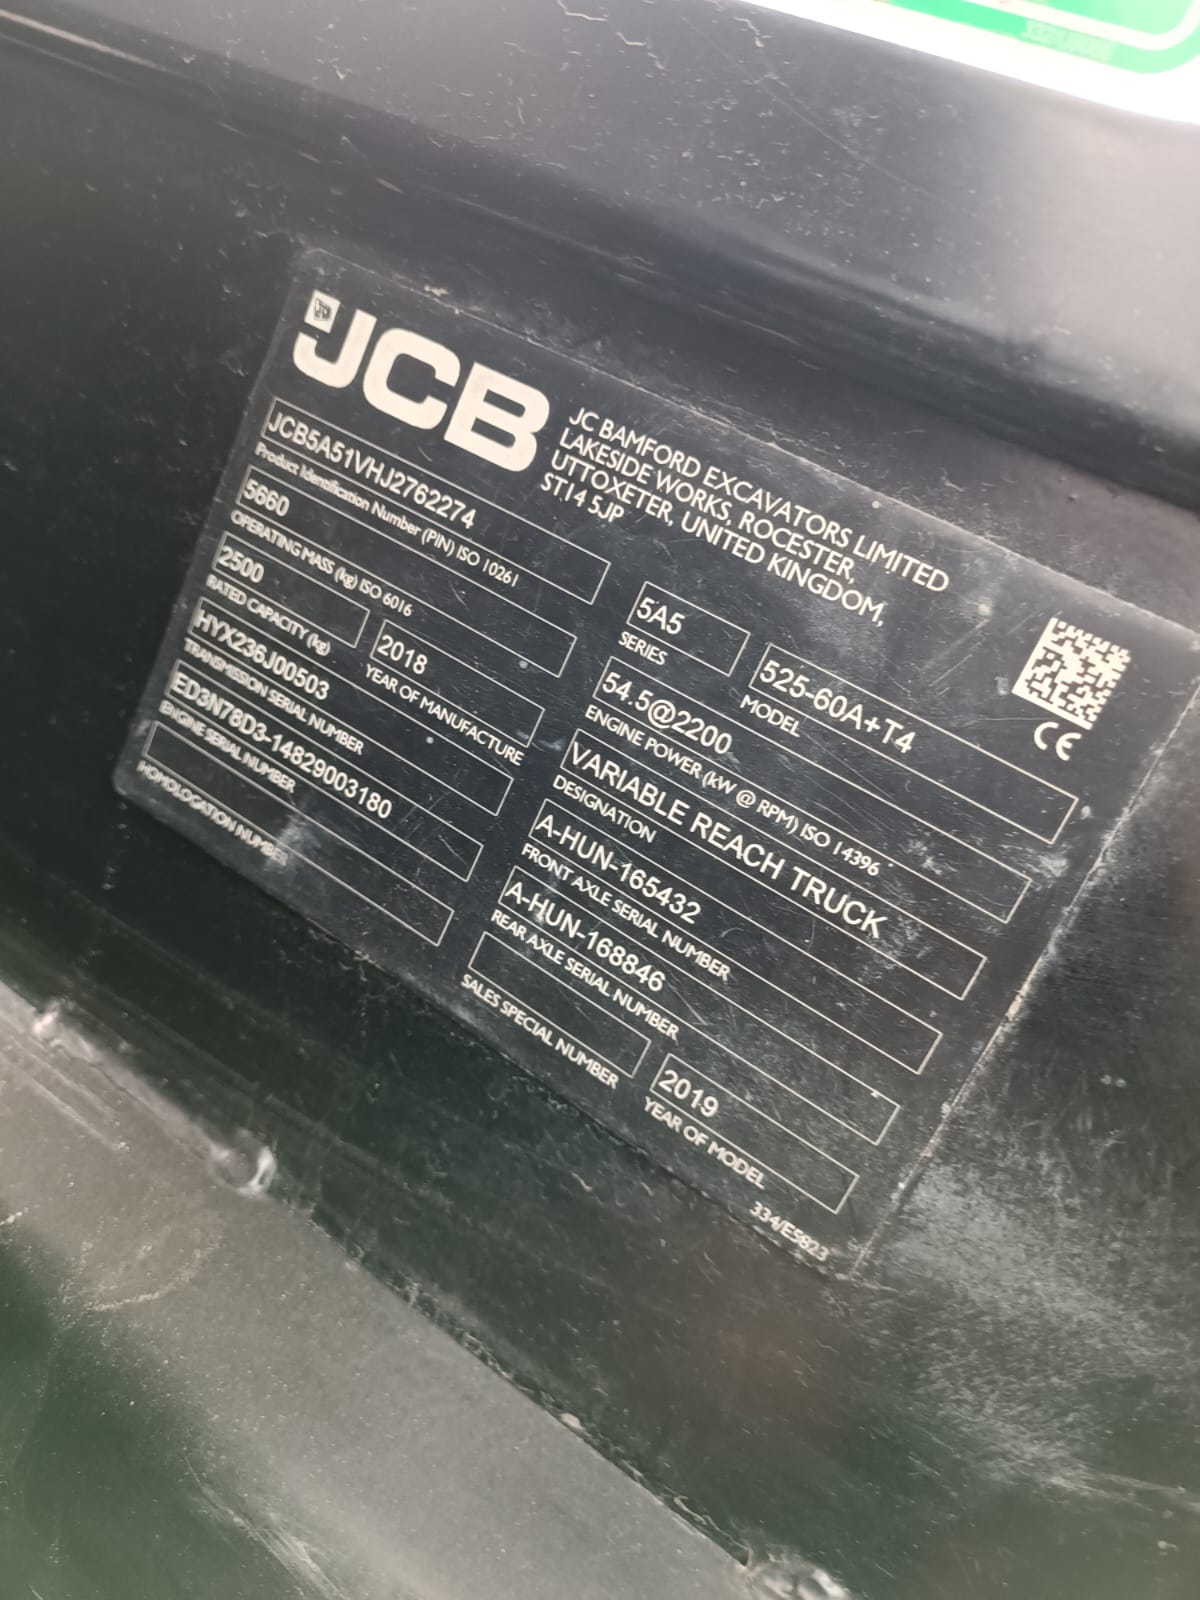 JCB
JC BAMFORD EXCAVATORS LIMITED
LAKESIDE WORKS, ROCESTER,
UTTOXETER, UNITED KINGDOM,
ST14 5JP
JCB5A51VHJ2762274
Product Identification Number (PIN) ISO 10261
5660
OPERATING MASS (kg) ISO 6016
2500
RATED CAPACITY (kg)
2018
YEAR OF MANUFACTURE
HYX236J00503
TRANSMISSION SERIAL NUMBER
ED3N78D3-14829003180
ENGINE SERIAL NUMBER
HOMOLOGATION NUMBER
5A5
SERIES
525-60A+T4
MODEL
CE
54.5@2200
ENGINE POWER (kW @ RPM) ISO 14396
VARIABLE REACH TRUCK
DESIGNATION
A-HUN-165432
FRONT AXLE SERIAL NUMBER
A-HUN-168846
REAR AXLE SERIAL NUMBER
SALES SPECIAL NUMBER
2019
YEAR OF MODEL
334/E5823